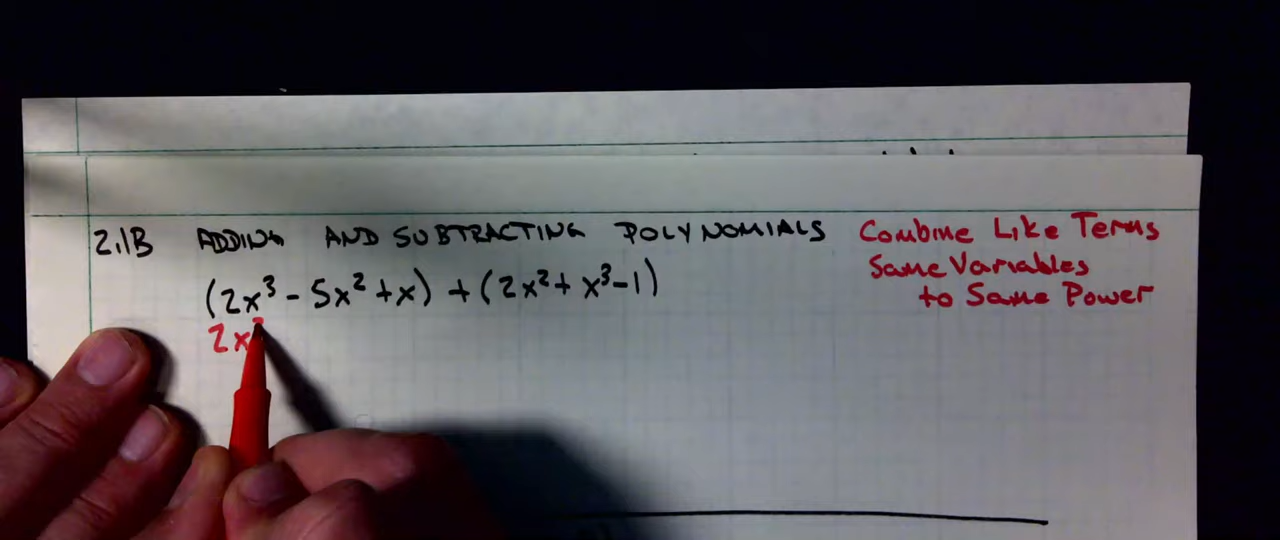 2.1B ADDING AND SUBTRACTING POLYNOMIALS
(2x³ - 5x² + x) + (2x² + x³ - 1)
2x
Combine Like Terms
Same Variables
to Same Power